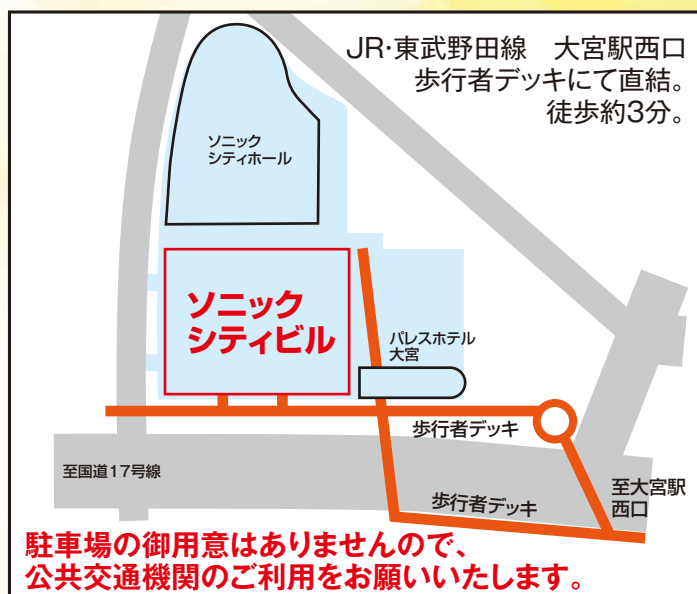 JR・東武野田線　大宮駅西口
歩行者デッキにて直結。
徒歩約3分。
ソニック
シティホール
ソニック
シティビル
パレスホテル
大宮
歩行者デッキ
至国道17号線
歩行者デッキ
至大宮駅
西口
駐車場の御用意はありませんので、
公共交通機関のご利用をお願いいたします。